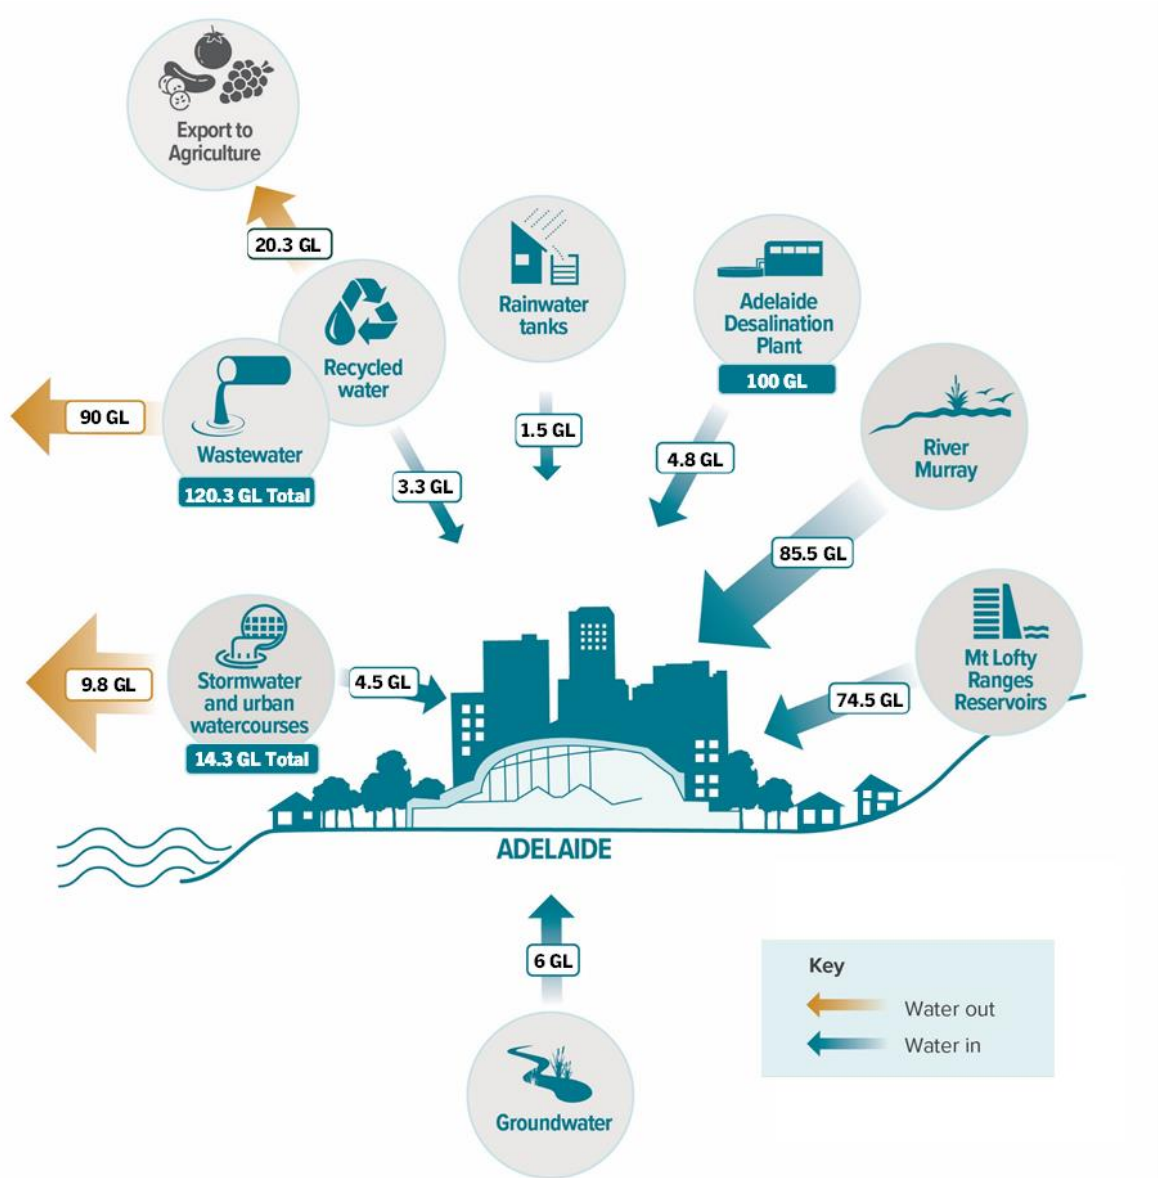 Export to
Agriculture
20.3 GL
Recycled
water
Rainwater
tanks
Adelaide
Desalination
Plant
100 GL
90 GL
Wastewater
120.3 GL Total
3.3 GL
1.5 GL
4.8 GL
River
Murray
85.5 GL
9.8 GL
Stormwater
and urban
watercourses
14.3 GL Total
4.5 GL
74.5 GL
Mt Lofty
Ranges
Reservoirs
ADELAIDE
6 GL
Groundwater
Key
Water out
Water in